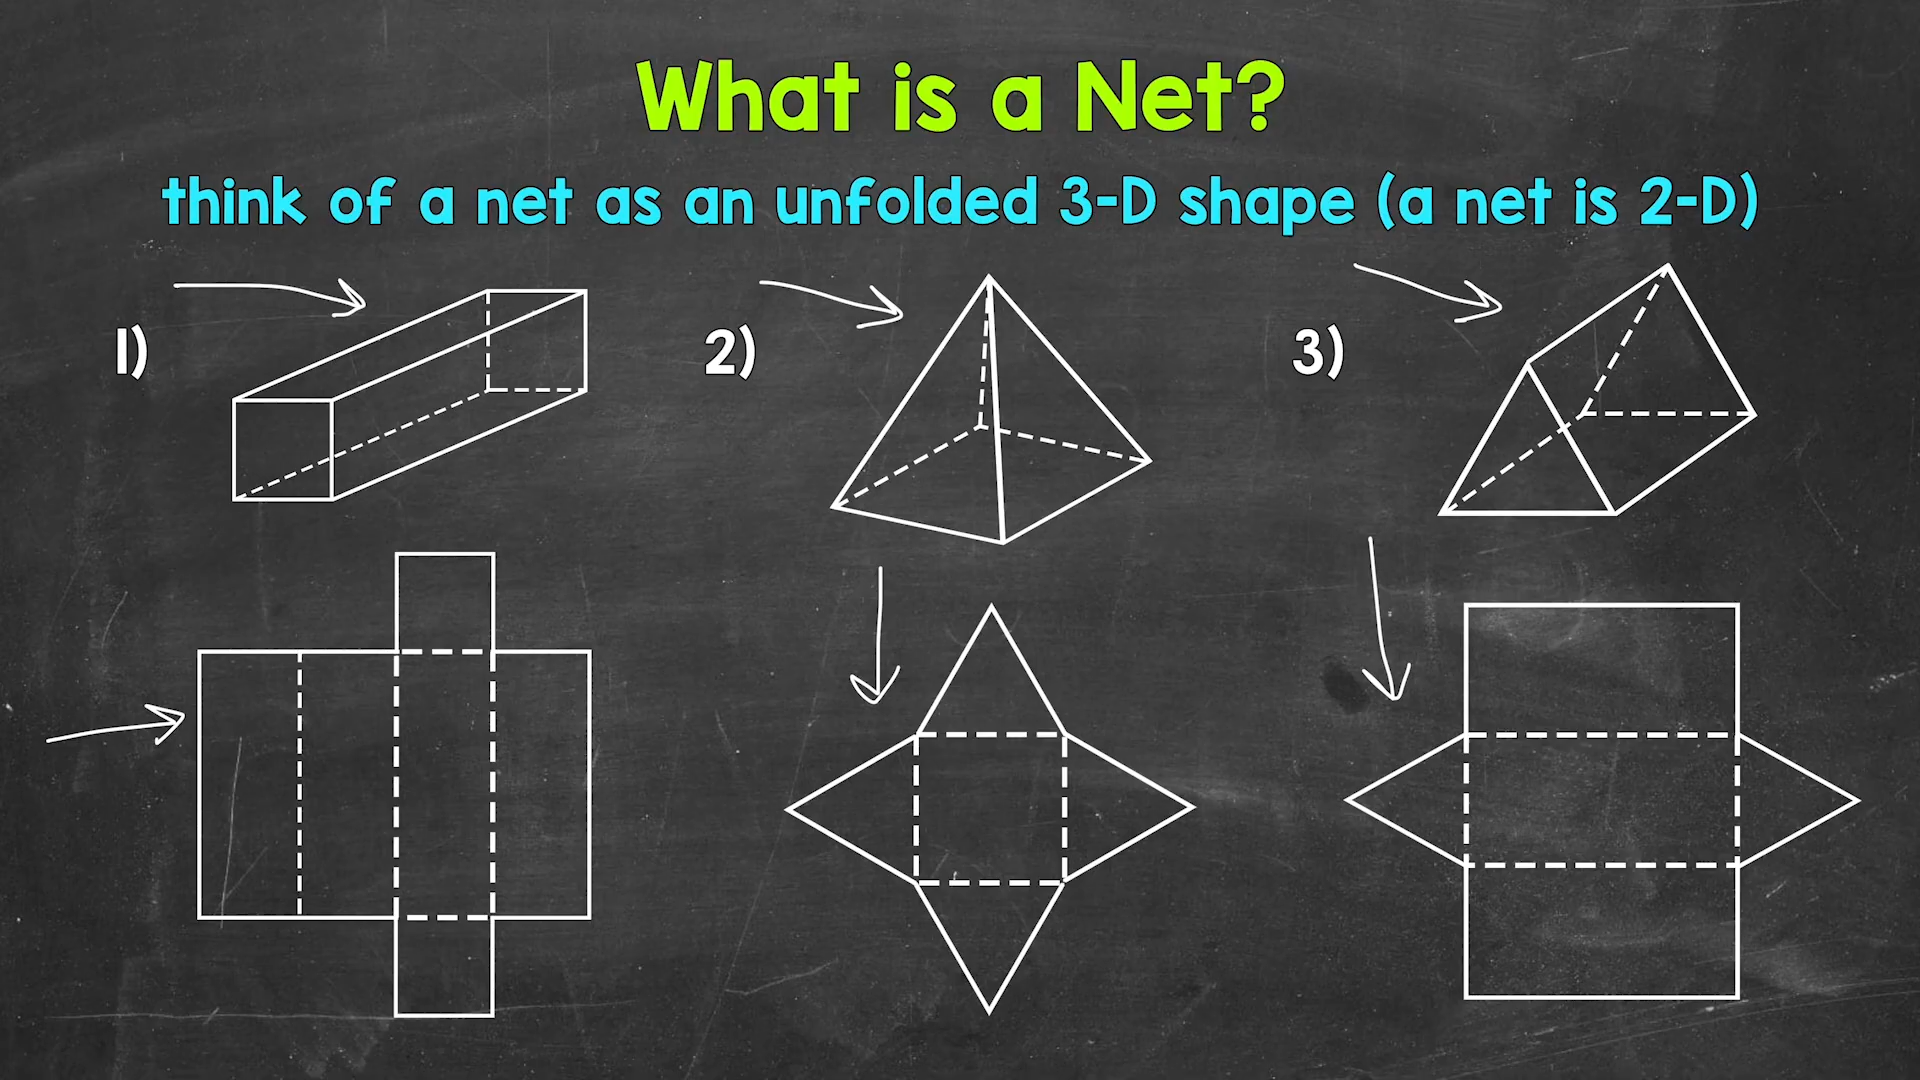 What is a Net?
think of a net as an unfolded 3-D shape (a net is 2-D)
1)
2)
3)